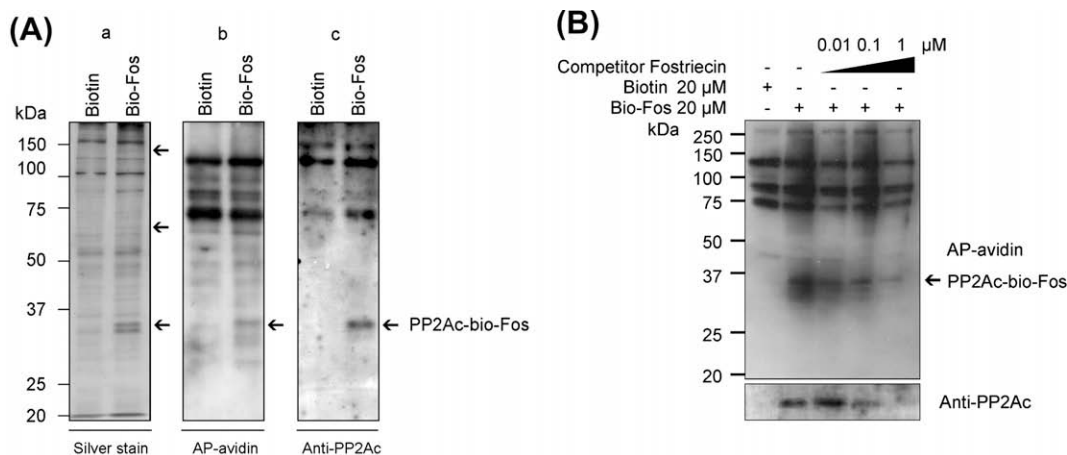 (A)
a b c
Biotin Bio-Fos Biotin Bio-Fos Biotin Bio-Fos
kDa
150
100
75
50
37
25
20
PP2Ac-bio-Fos
Silver stain AP-avidin Anti-PP2Ac
(B)
0.01 0.1 1 μM
Competitor Fostriecin - -
Biotin 20 μM + - - - -
Bio-Fos 20 μM - + + + +
kDa
250
150
100
75
50
AP-avidin
37
PP2Ac-bio-Fos
25
20
Anti-PP2Ac